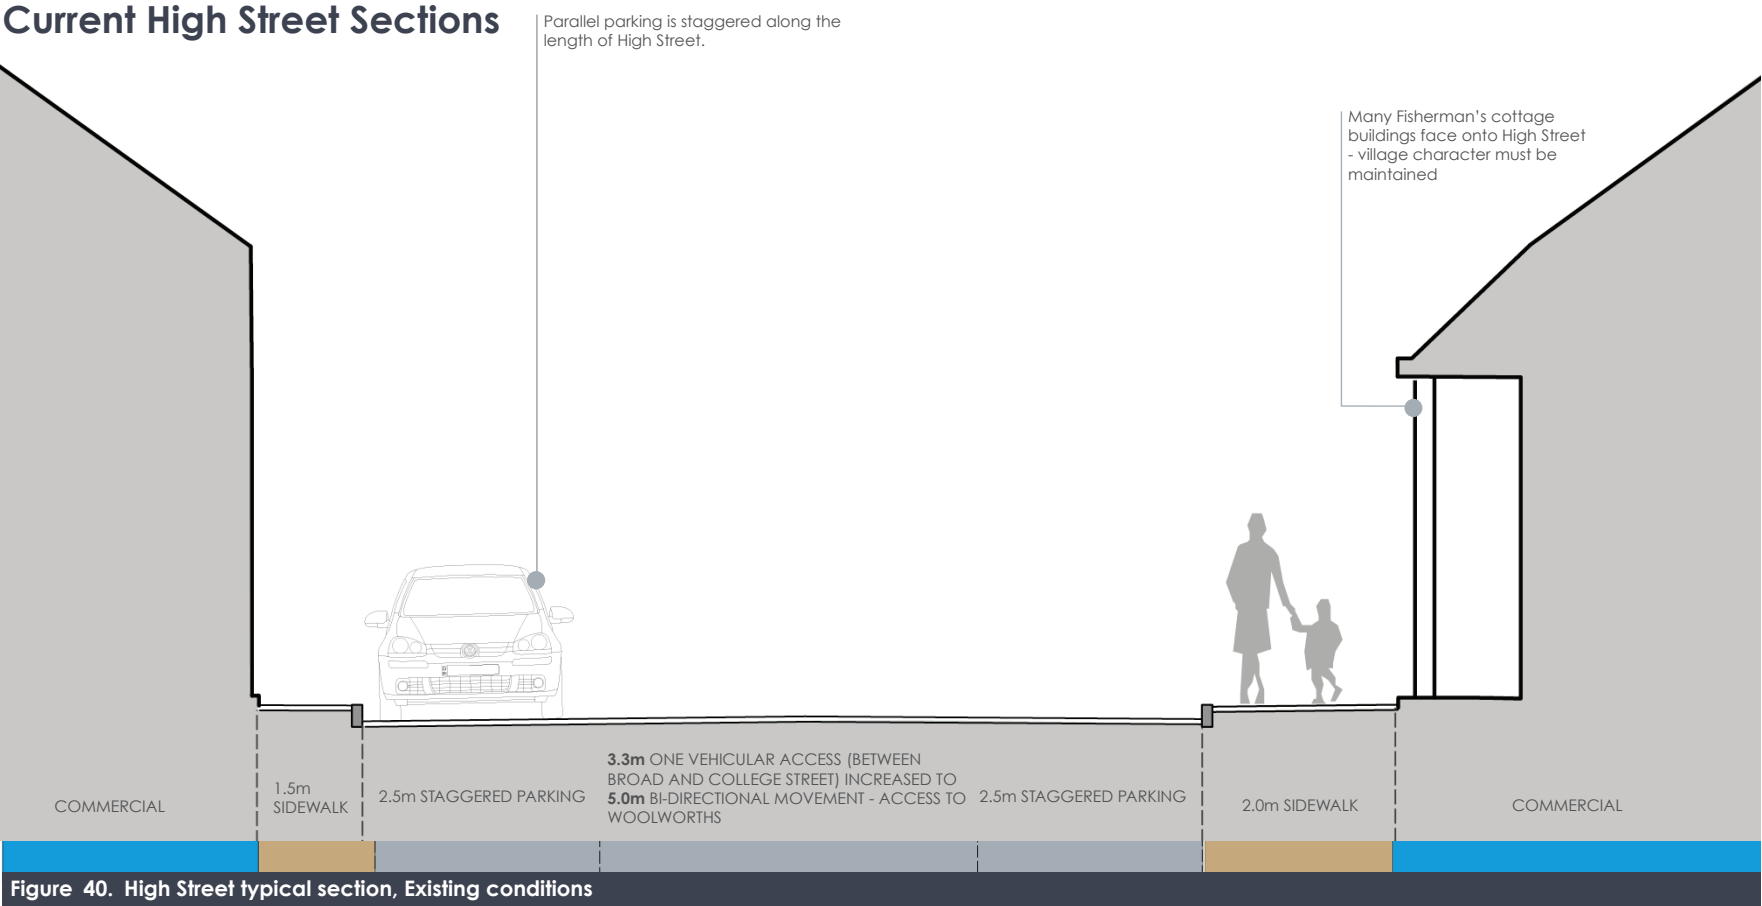 Current High Street Sections
Parallel parking is staggered along the
length of High Street.
Many Fisherman's cottage
buildings face onto High Street
- village character must be
maintained
COMMERCIAL
1.5m
SIDEWALK
2.5m STAGGERED PARKING
3.3m ONE VEHICULAR ACCESS (BETWEEN
BROAD AND COLLEGE STREET) INCREASED TO
5.0m BI-DIRECTIONAL MOVEMENT - ACCESS TO
WOOLWORTHS
2.5m STAGGERED PARKING
2.0m SIDEWALK
COMMERCIAL
Figure 40. High Street typical section, Existing conditions